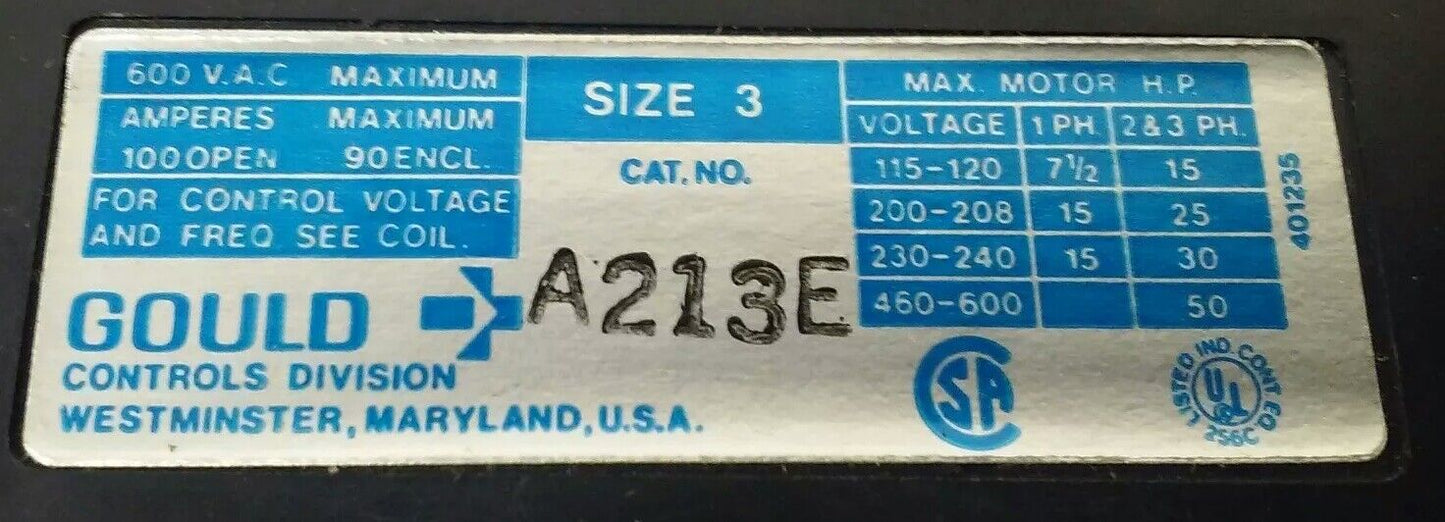 600 V.A.C MAXIMUM
AMPERES MAXIMUM
100 OPEN 90 ENCL.
FOR CONTROL VOLTAGE
AND FREQ SEE COIL.
GOULD
CONTROLS DIVISION
WESTMINSTER, MARYLAND, U.S.A.
SIZE 3
CAT. NO.
A213E
MAX. MOTOR H.P.
VOLTAGE 1 PH. 2 & 3 PH.
115-120 7½ 15
200-208 15 25
230-240 15 30
460-600 50
401235
CSA
LISTED IND. CONT. EQ.
UL
256C